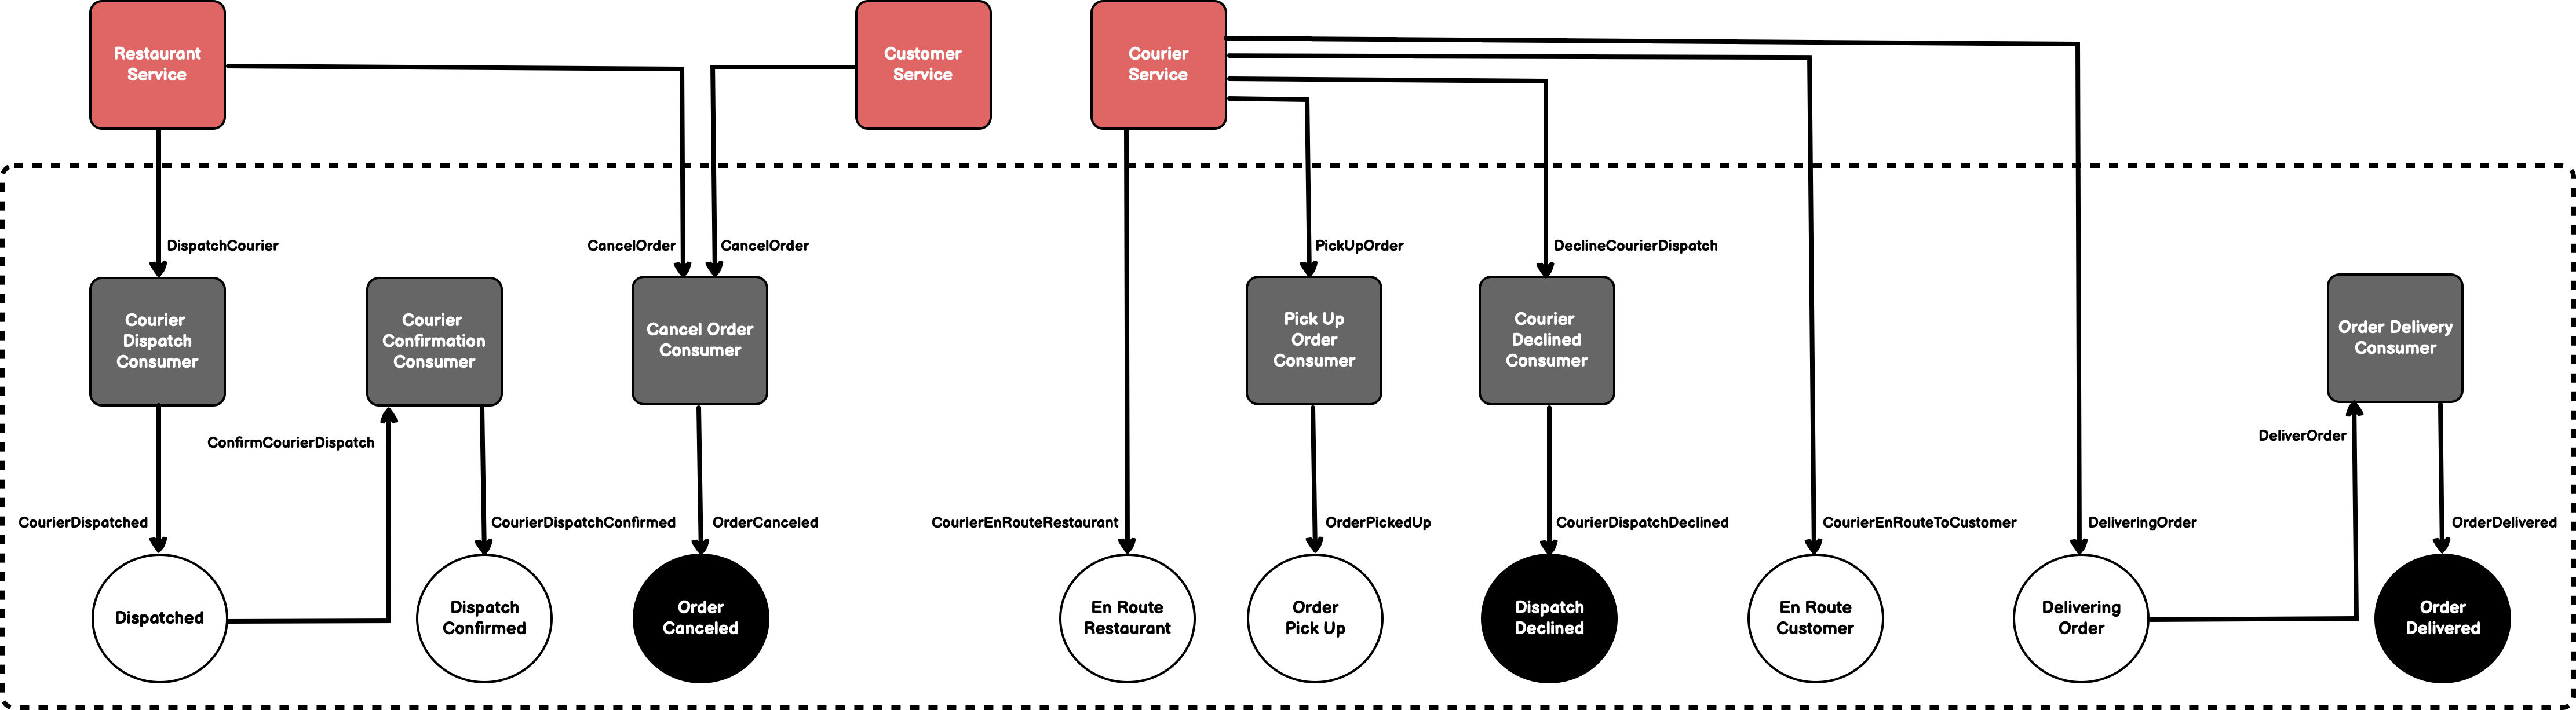 Restaurant
Service
Customer
Service
Courier
Service
DispatchCourier
CancelOrder
CancelOrder
PickUpOrder
DeclineCourierDispatch
Courier
Dispatch
Consumer
Courier
Confirmation
Consumer
Cancel Order
Consumer
Pick Up
Order
Consumer
Courier
Declined
Consumer
Order Delivery
Consumer
ConfirmCourierDispatch
DeliverOrder
CourierDispatched
CourierDispatchConfirmed
OrderCanceled
CourierEnRouteRestaurant
OrderPickedUp
CourierDispatchDeclined
CourierEnRouteToCustomer
DeliveringOrder
OrderDelivered
Dispatched
Dispatch
Confirmed
Order
Canceled
En Route
Restaurant
Order
Pick Up
Dispatch
Declined
En Route
Customer
Delivering
Order
Order
Delivered